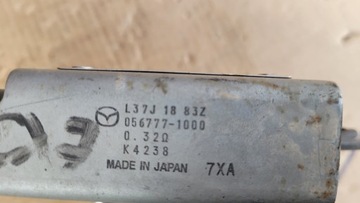 L37J 18 83Z
056777-1000
0.32Ω
K4238
MADE IN JAPAN 7XA